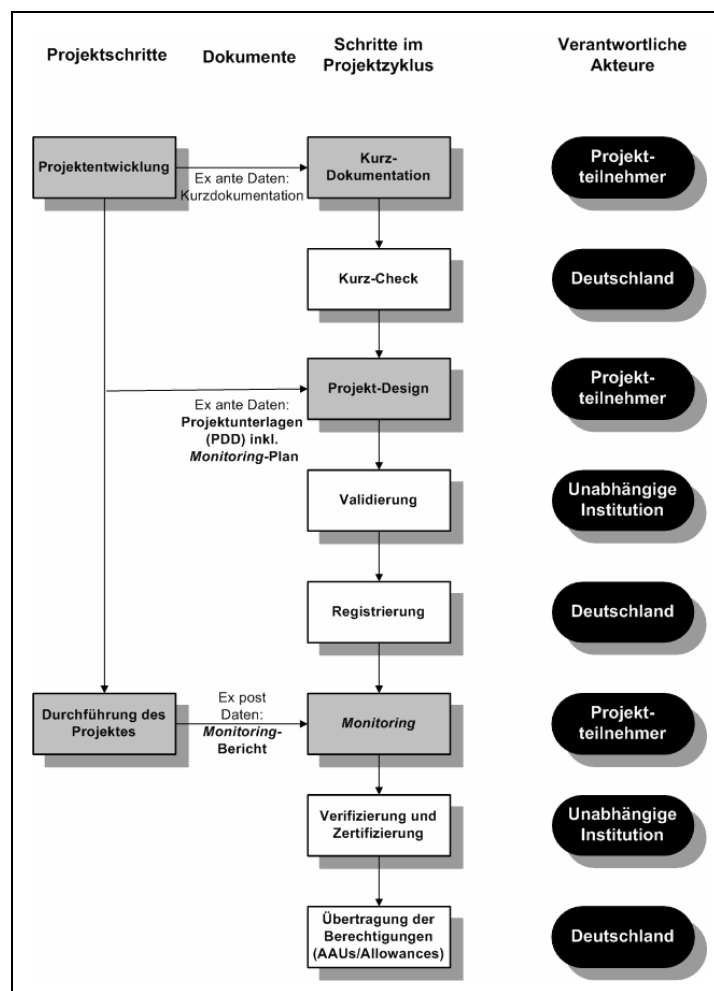 Projektschritte
Dokumente
Schritte im
Projektzyklus
Verantwortliche
Akteure
Projektentwicklung
Ex ante Daten:
Kurzdokumentation
Kurz-
Dokumentation
Projekt-
teilnehmer
Kurz-Check
Deutschland
Ex ante Daten:
Projektunterlagen
(PDD) inkl.
Monitoring-Plan
Projekt-Design
Projekt-
teilnehmer
Validierung
Unabhängige
Institution
Registrierung
Deutschland
Durchführung des
Projektes
Ex post
Daten:
Monitoring-
Bericht
Monitoring
Projekt-
teilnehmer
Verifizierung und
Zertifizierung
Unabhängige
Institution
Übertragung der
Berechtigungen
(AAUs/Allowances)
Deutschland